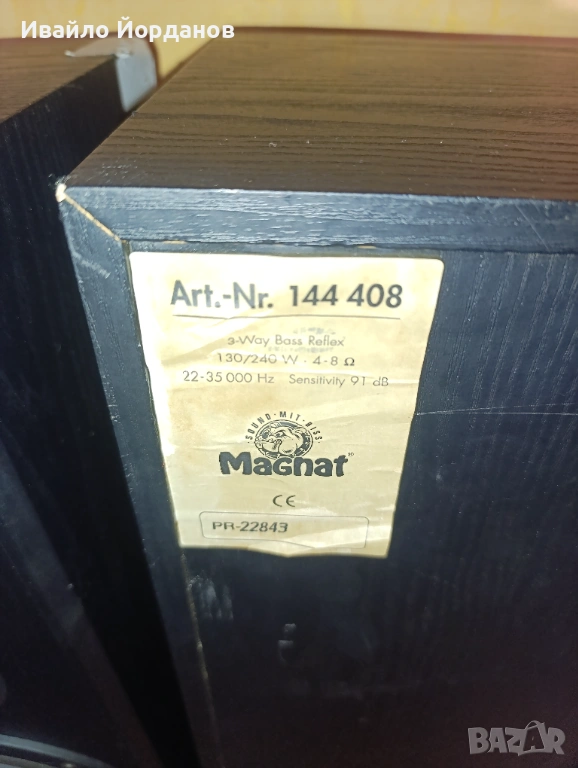 Ивайло Йорданов
Art.-Nr. 144 408
3-Way Bass Reflex
130/240 W · 4-8 Ω
22-35 000 Hz Sensitivity 91 dB
·SOUND·MIT·BISS·
Magnat
CE
PR-22843
BAZAR